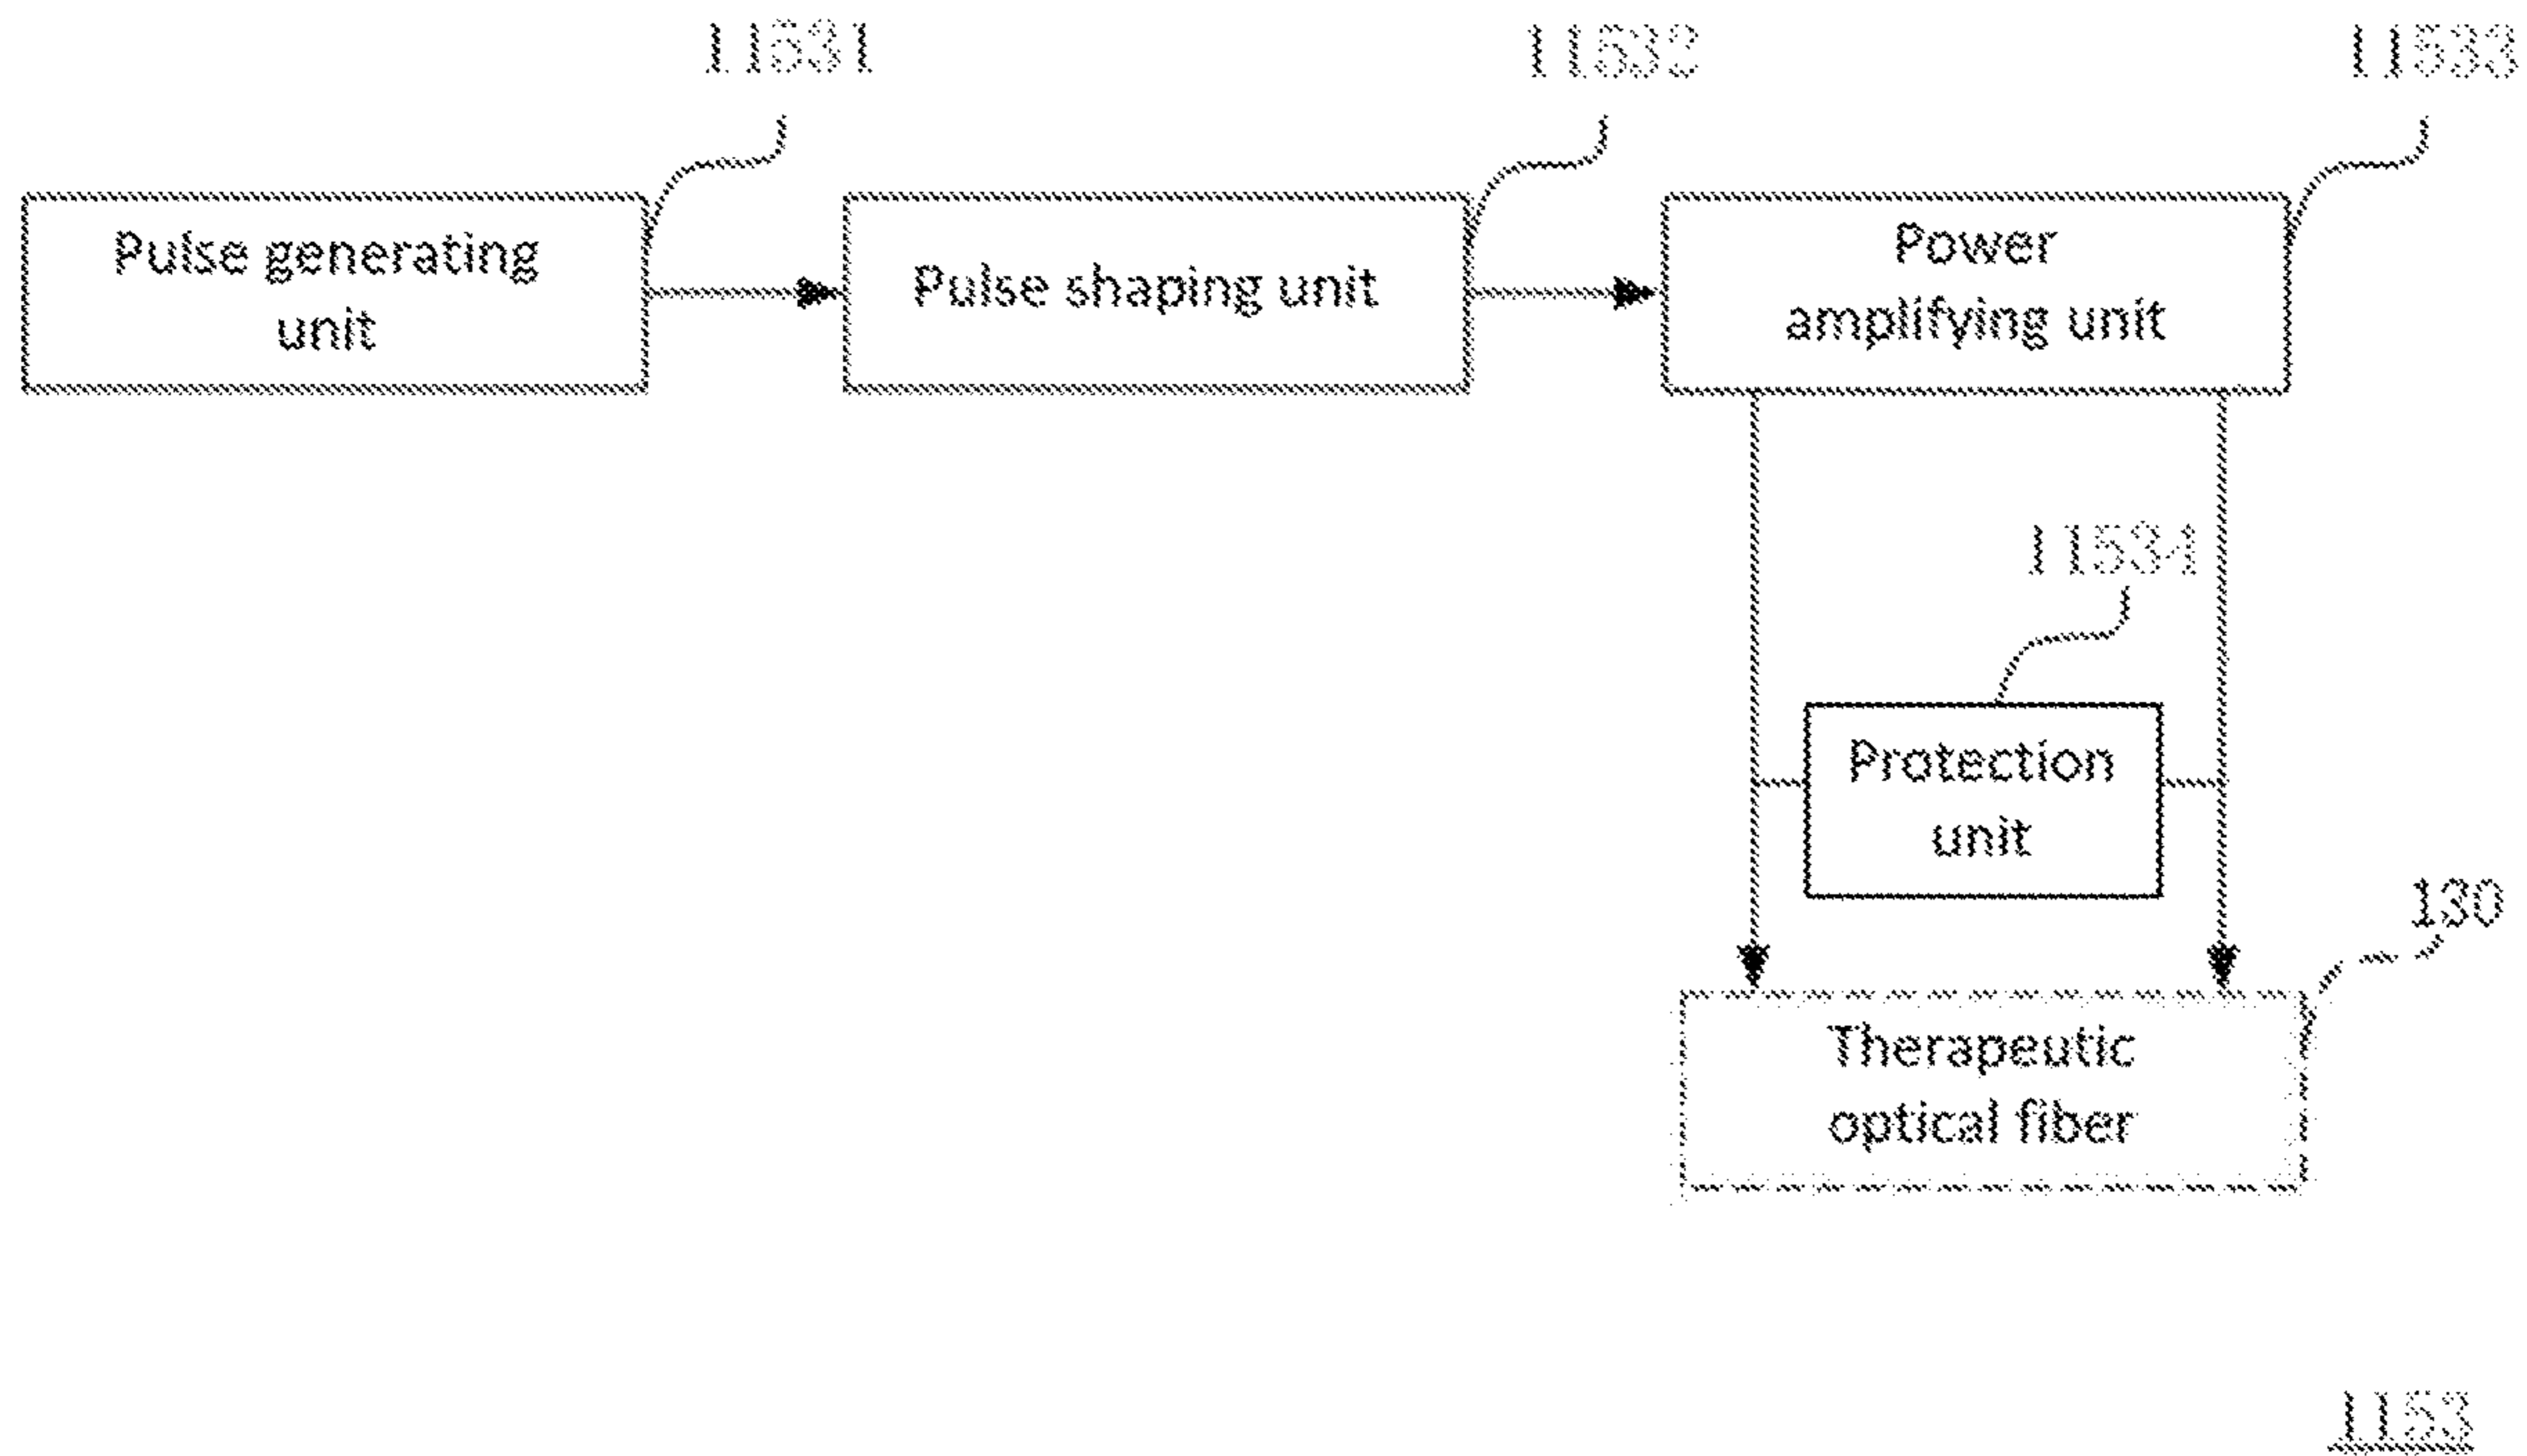 11531
11532
11533
Pulse generating
unit
Pulse shaping unit
Power
amplifying unit
11534
Protection
unit
130
Therapeutic
optical fiber
1153